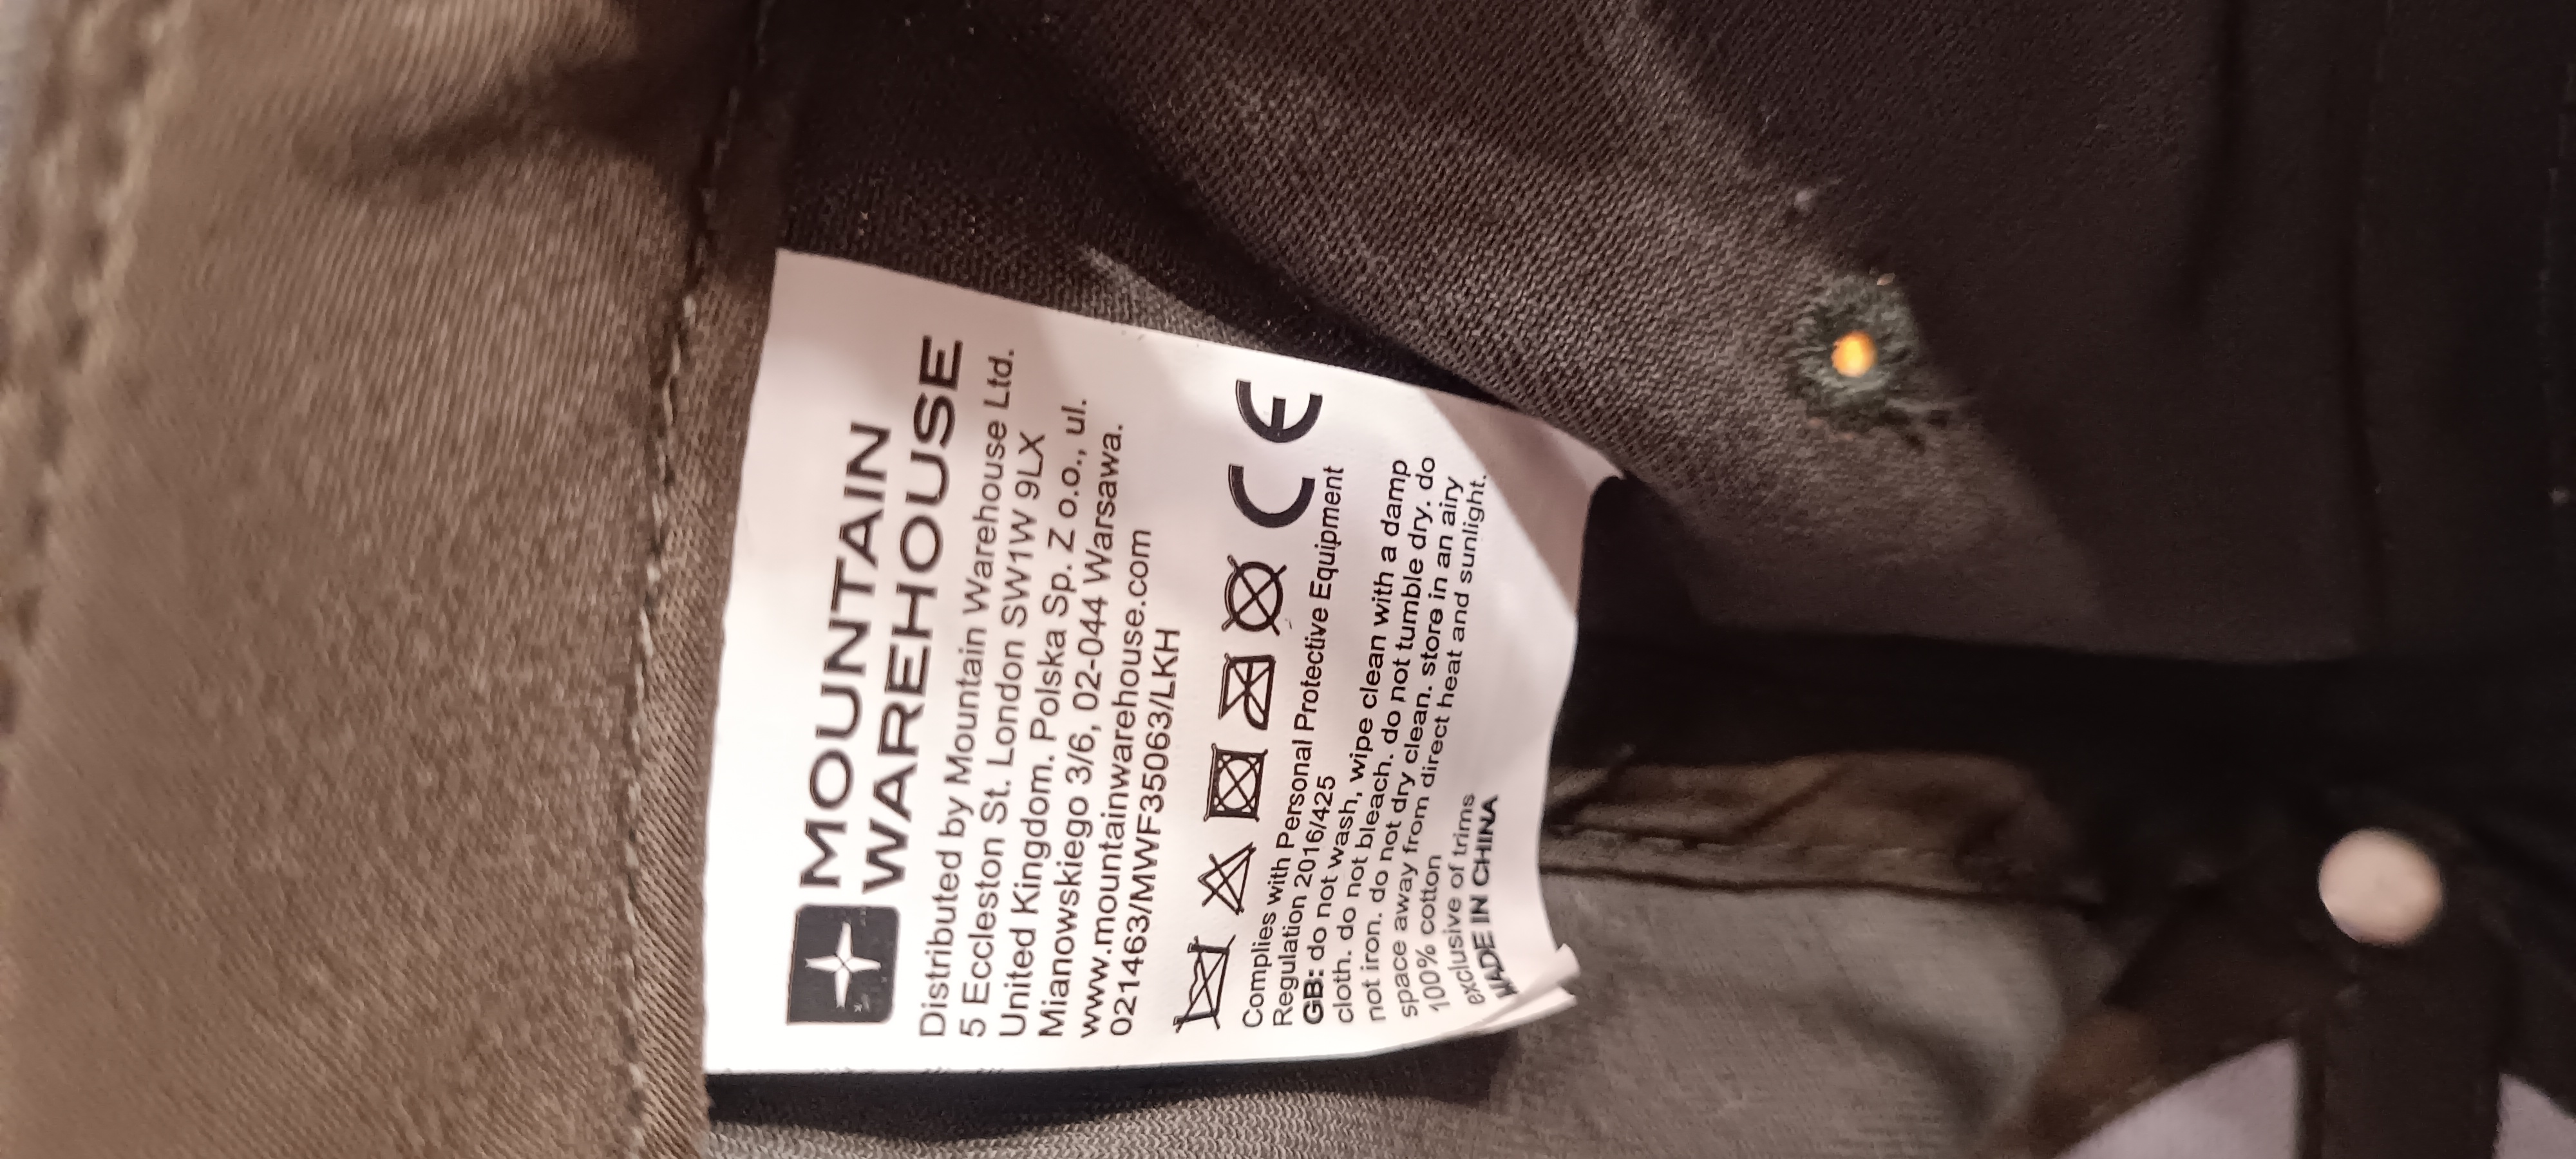 MOUNTAIN
WAREHOUSE
Distributed by Mountain Warehouse Ltd.
5 Eccleston St. London SW1W 9LX
United Kingdom. Polska Sp. Z o.o., ul.
Mianowskiego 3/6, 02-044 Warsawa.
www.mountainwarehouse.com
021463/MWF35063/LKH
CE
Complies with Personal Protective Equipment
Regulation 2016/425
GB: do not wash, wipe clean with a damp
cloth. do not bleach. do not tumble dry. do
not iron. do not dry clean. store in an airy
space away from direct heat and sunlight.
100% cotton
exclusive of trims
MADE IN CHINA